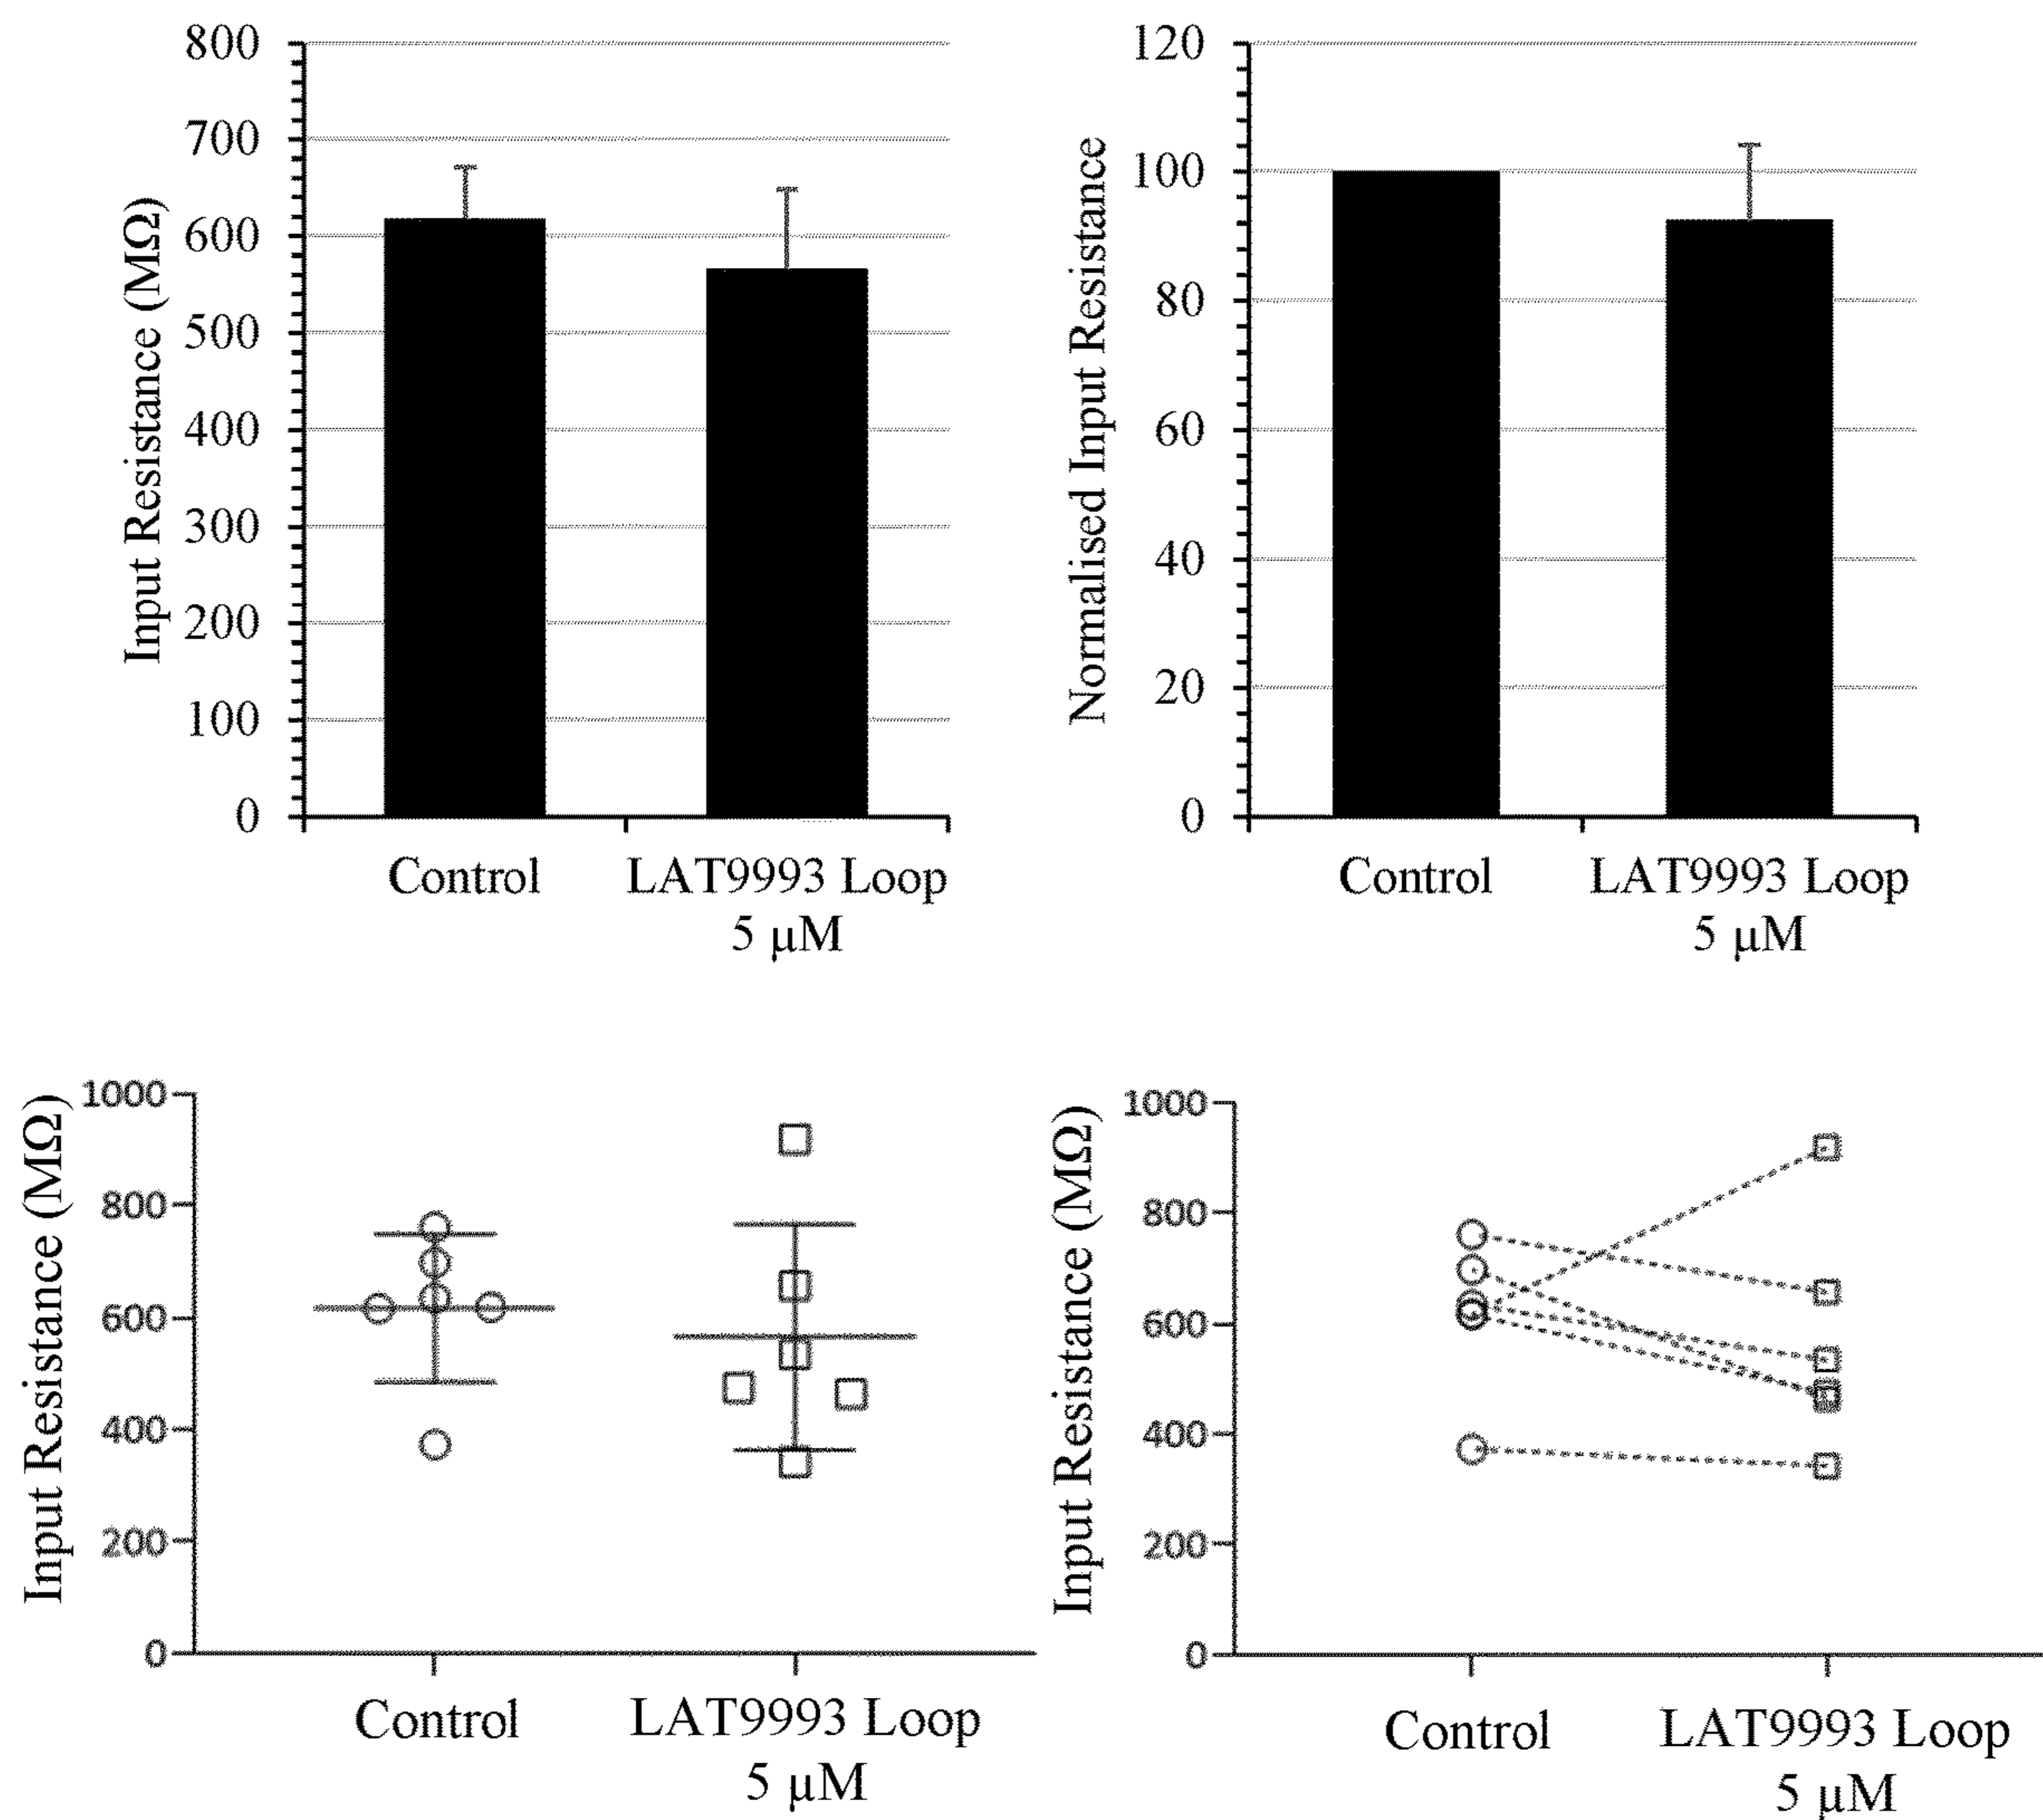 Input Resistance (MΩ)
800
700
600
500
400
300
200
100
0
Control
LAT9993 Loop
5 μM
Normalised Input Resistance
120
100
80
60
40
20
0
Control
LAT9993 Loop
5 μM
Input Resistance (MΩ)
1000
800
600
400
200
0
Control
LAT9993 Loop
5 μM
Input Resistance (MΩ)
1000
800
600
400
200
0
Control
LAT9993 Loop
5 μM